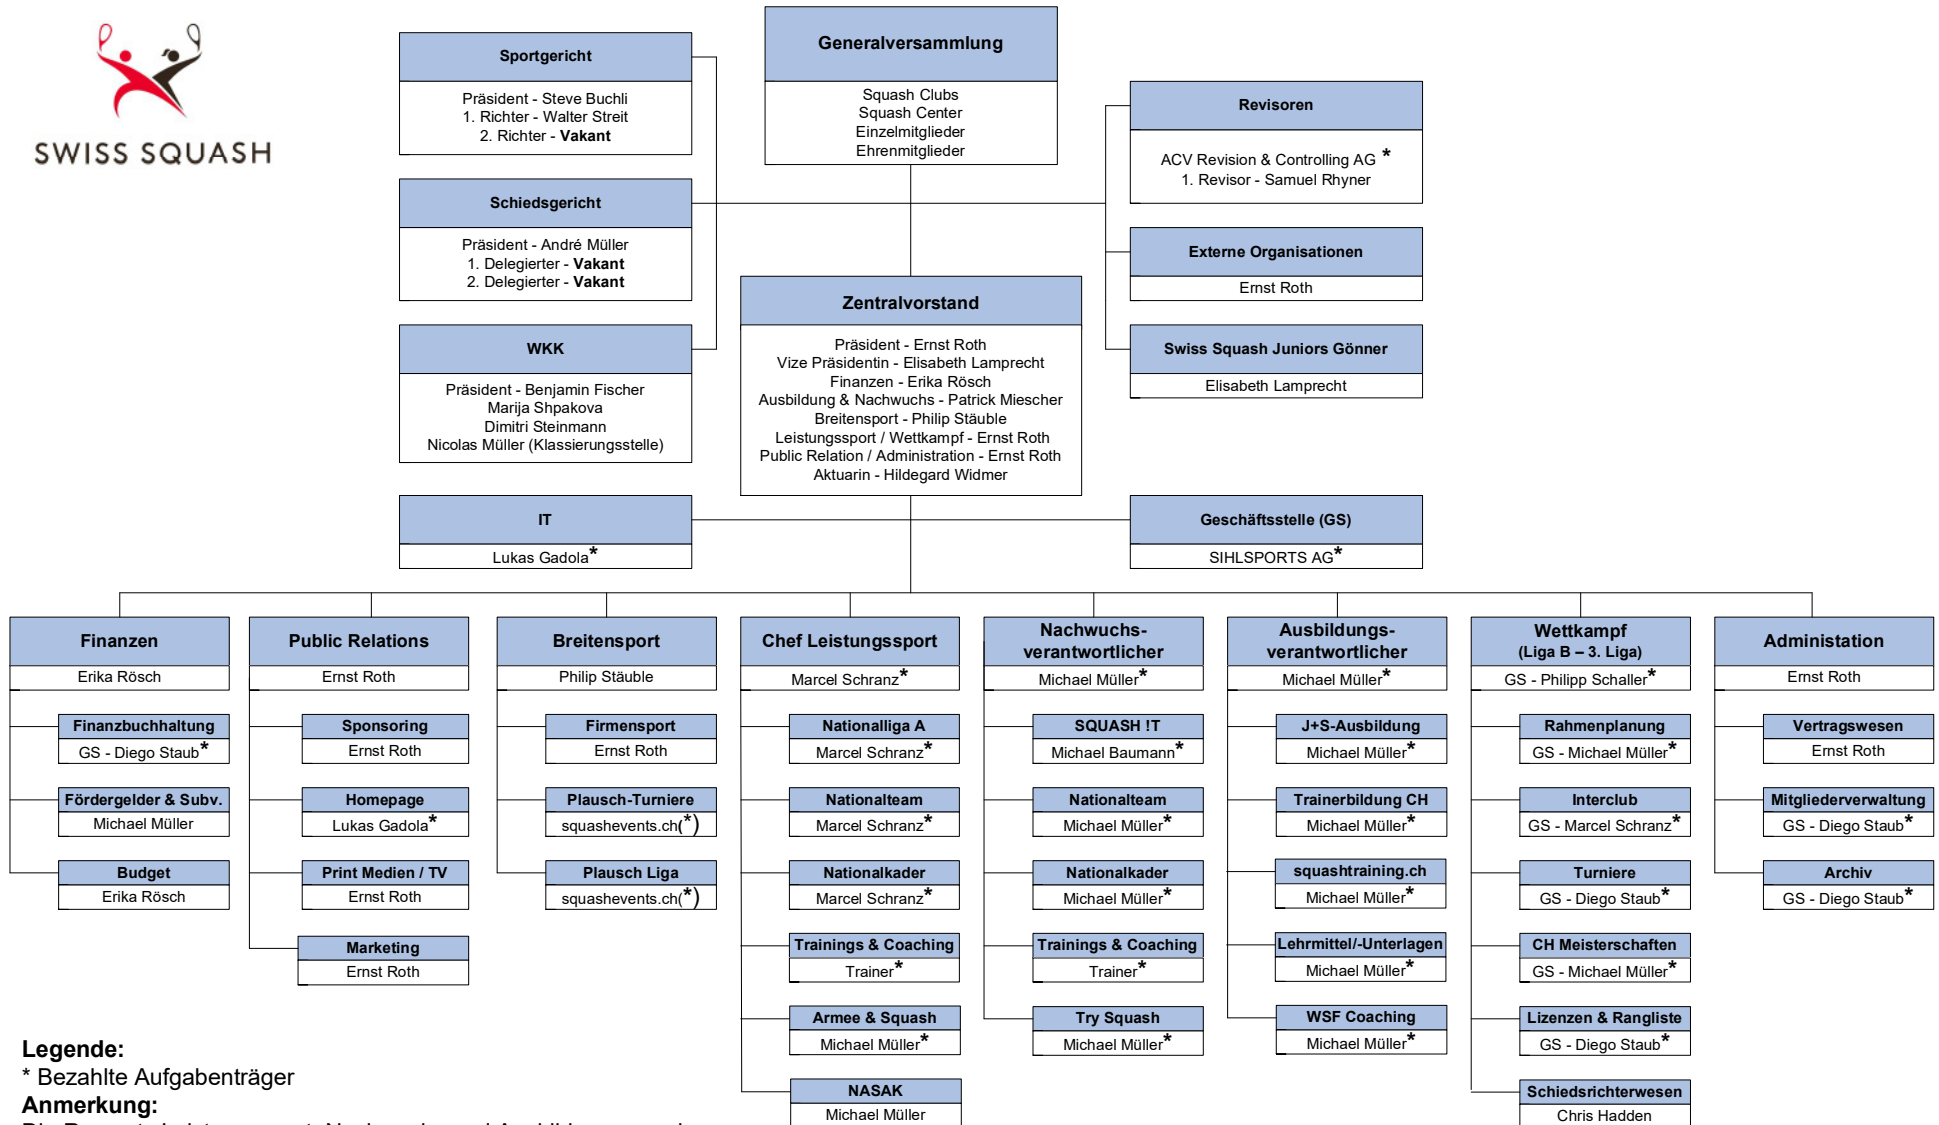 SWISS SQUASH
Sportgericht
Präsident - Steve Buchli
1. Richter - Walter Streit
2. Richter - Vakant
Schiedsgericht
Präsident - André Müller
1. Delegierter - Vakant
2. Delegierter - Vakant
WKK
Präsident - Benjamin Fischer
Marija Shpakova
Dimitri Steinmann
Nicolas Müller (Klassierungsstelle)
Generalversammlung
Squash Clubs
Squash Center
Einzelmitglieder
Ehrenmitglieder
Revisoren
ACV Revision & Controlling AG *
1. Revisor - Samuel Rhyner
Externe Organisationen
Ernst Roth
Swiss Squash Juniors Gönner
Elisabeth Lamprecht
Zentralvorstand
Präsident - Ernst Roth
Vize Präsidentin - Elisabeth Lamprecht
Finanzen - Erika Rösch
Ausbildung & Nachwuchs - Patrick Miescher
Breitensport - Philip Stäuble
Leistungssport / Wettkampf - Ernst Roth
Public Relation / Administration - Ernst Roth
Aktuarin - Hildegard Widmer
IT
Lukas Gadola*
Geschäftsstelle (GS)
SIHLSPORTS AG*
Finanzen
Erika Rösch
Finanzbuchhaltung
GS - Diego Staub*
Fördergelder & Subv.
Michael Müller
Budget
Erika Rösch
Public Relations
Ernst Roth
Sponsoring
Ernst Roth
Homepage
Lukas Gadola*
Print Medien / TV
Ernst Roth
Marketing
Ernst Roth
Breitensport
Philip Stäuble
Firmensport
Ernst Roth
Plausch-Turniere
squashevents.ch(*)
Plausch Liga
squashevents.ch(*)
Chef Leistungssport
Marcel Schranz*
Nationalliga A
Marcel Schranz*
Nationalteam
Marcel Schranz*
Nationalkader
Marcel Schranz*
Trainings & Coaching
Trainer*
Armee & Squash
Michael Müller*
NASAK
Michael Müller
Nachwuchs-
verantwortlicher
Michael Müller*
SQUASH !T
Michael Baumann*
Nationalteam
Michael Müller*
Nationalkader
Michael Müller*
Trainings & Coaching
Trainer*
Try Squash
Michael Müller*
Ausbildungs-
verantwortlicher
Michael Müller*
J+S-Ausbildung
Michael Müller*
Trainerbildung CH
Michael Müller*
squashtraining.ch
Michael Müller*
Lehrmittel/-Unterlagen
Michael Müller*
WSF Coaching
Michael Müller*
Wettkampf
(Liga B – 3. Liga)
GS - Philipp Schaller*
Rahmenplanung
GS - Michael Müller*
Interclub
GS - Marcel Schranz*
Turniere
GS - Diego Staub*
CH Meisterschaften
GS - Michael Müller*
Lizenzen & Rangliste
GS - Diego Staub*
Schiedsrichterwesen
Chris Hadden
Administation
Ernst Roth
Vertragswesen
Ernst Roth
Mitgliederverwaltung
GS - Diego Staub*
Archiv
GS - Diego Staub*
Legende:
* Bezahlte Aufgabenträger
Anmerkung: